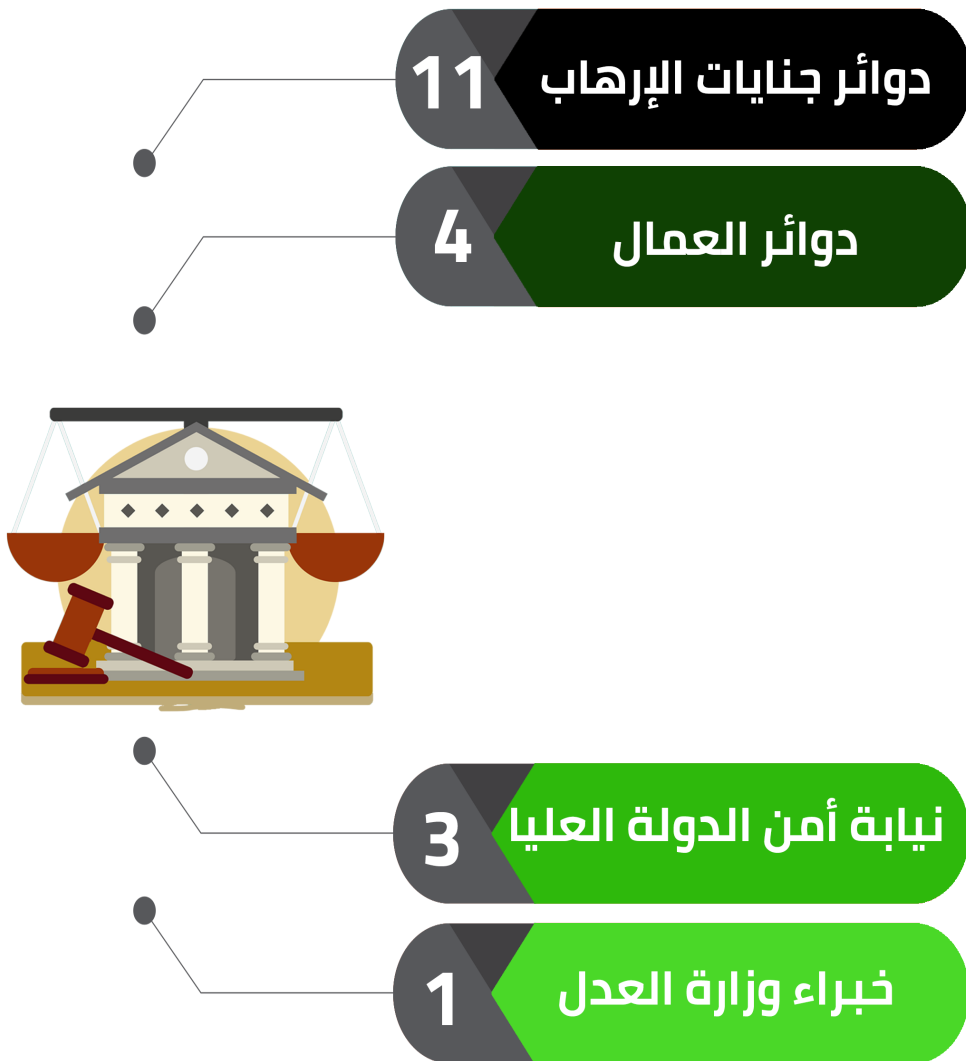 دوائر جنايات الإرهاب
11
دوائر العمال
4
نيابة أمن الدولة العليا
3
خبراء وزارة العدل
1